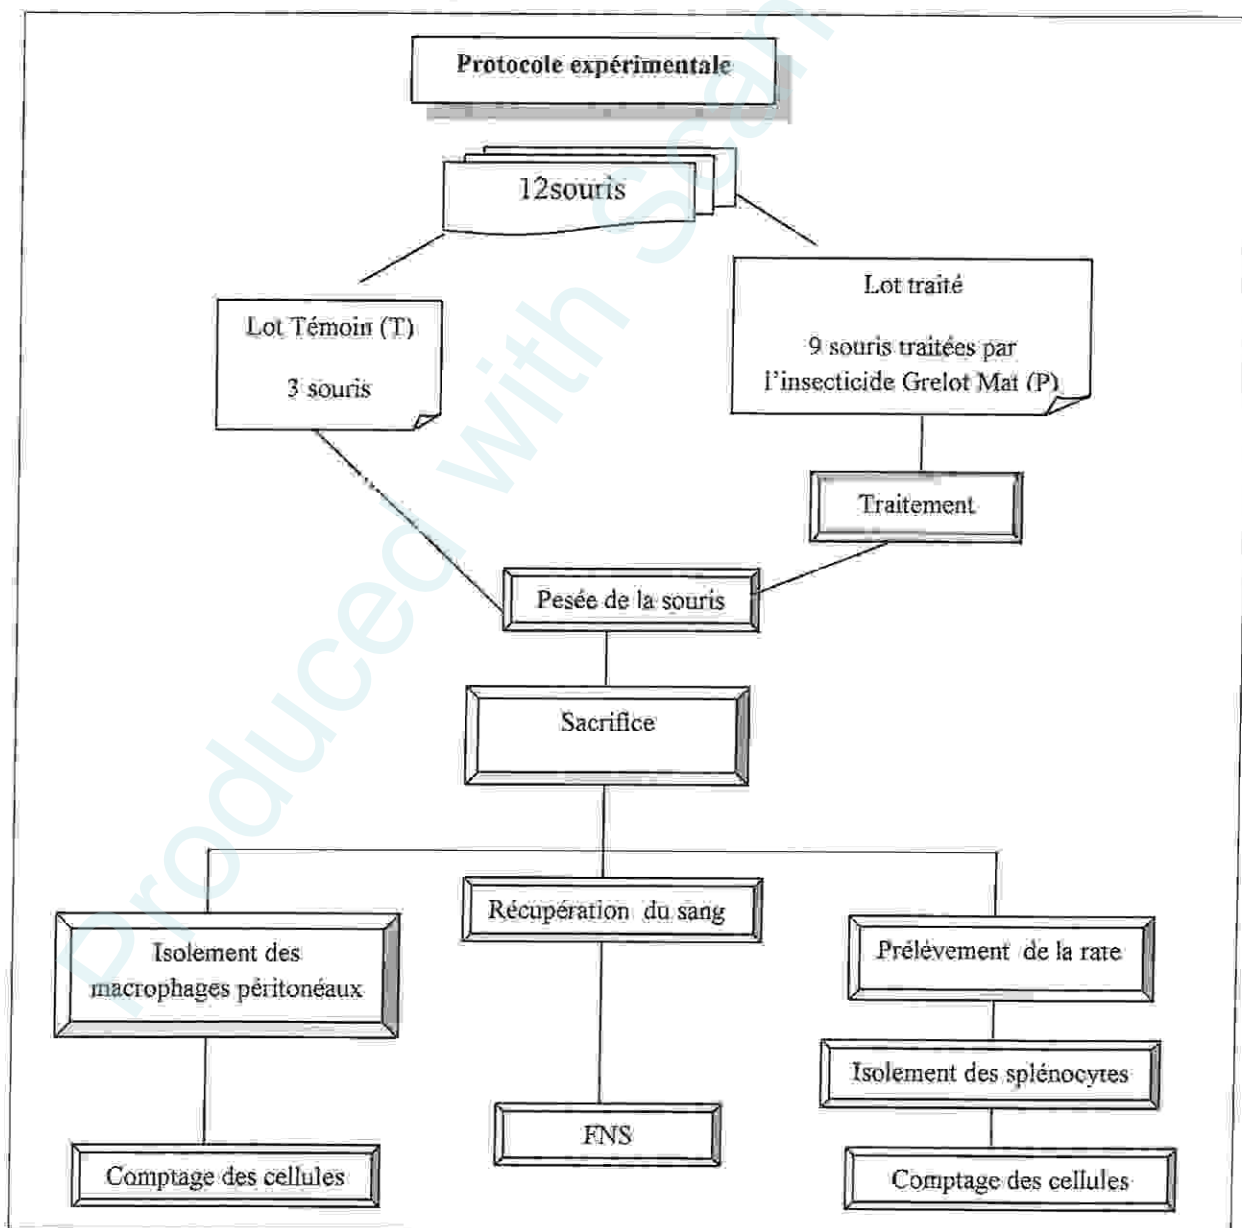 Protocole expérimentale
12souris
Lot Témoin (T)
3 souris
Lot traité
9 souris traitées par
l'insecticide Grelot Mat (P)
Traitement
Pesée de la souris
Sacrifice
Isolement des
macrophages péritonéaux
Récupération du sang
Prélèvement de la rate
Isolement des splénocytes
FNS
Comptage des cellules
Comptage des cellules
Produced with Scan